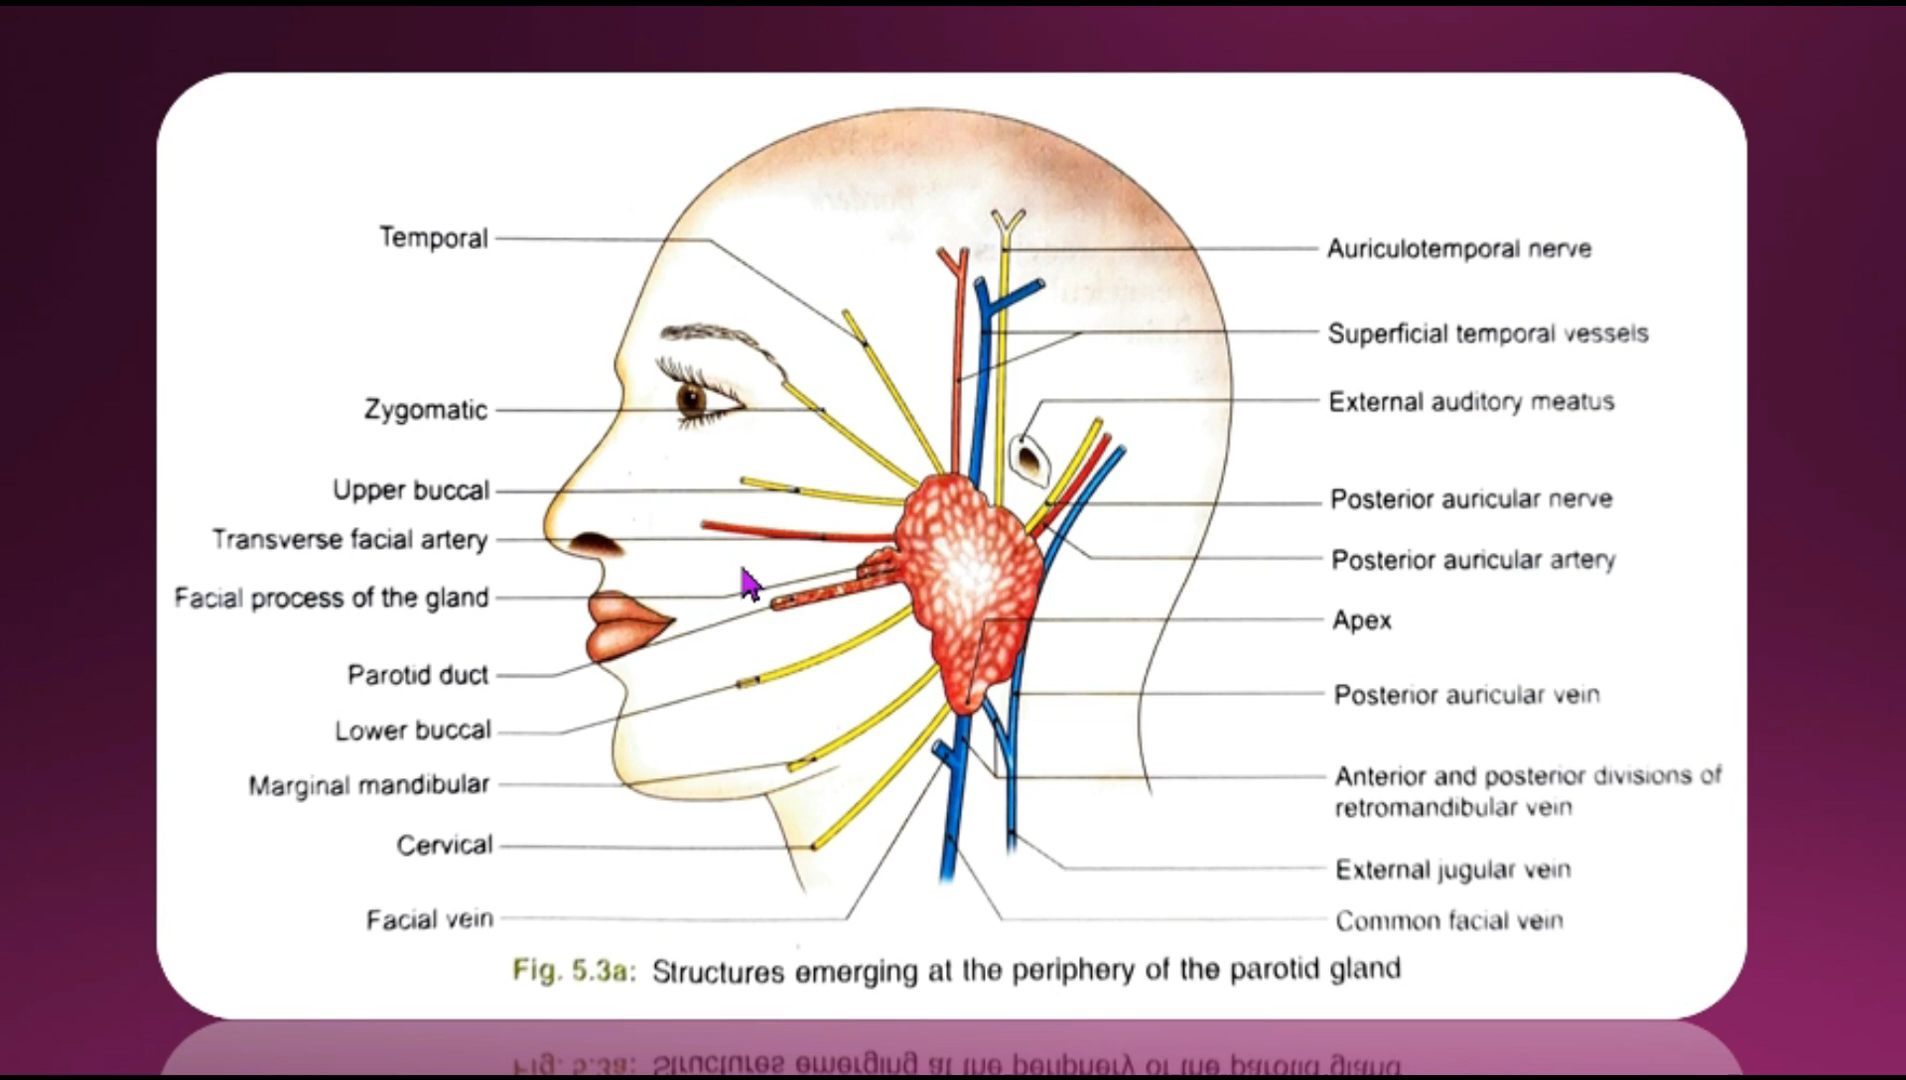 Temporal
Zygomatic
Upper buccal
Transverse facial artery
Facial process of the gland
Parotid duct
Lower buccal
Marginal mandibular
Cervical
Facial vein
Auriculotemporal nerve
Superficial temporal vessels
External auditory meatus
Posterior auricular nerve
Posterior auricular artery
Apex
Posterior auricular vein
Anterior and posterior divisions of
retromandibular vein
External jugular vein
Common facial vein
Fig. 5.3a: Structures emerging at the periphery of the parotid gland